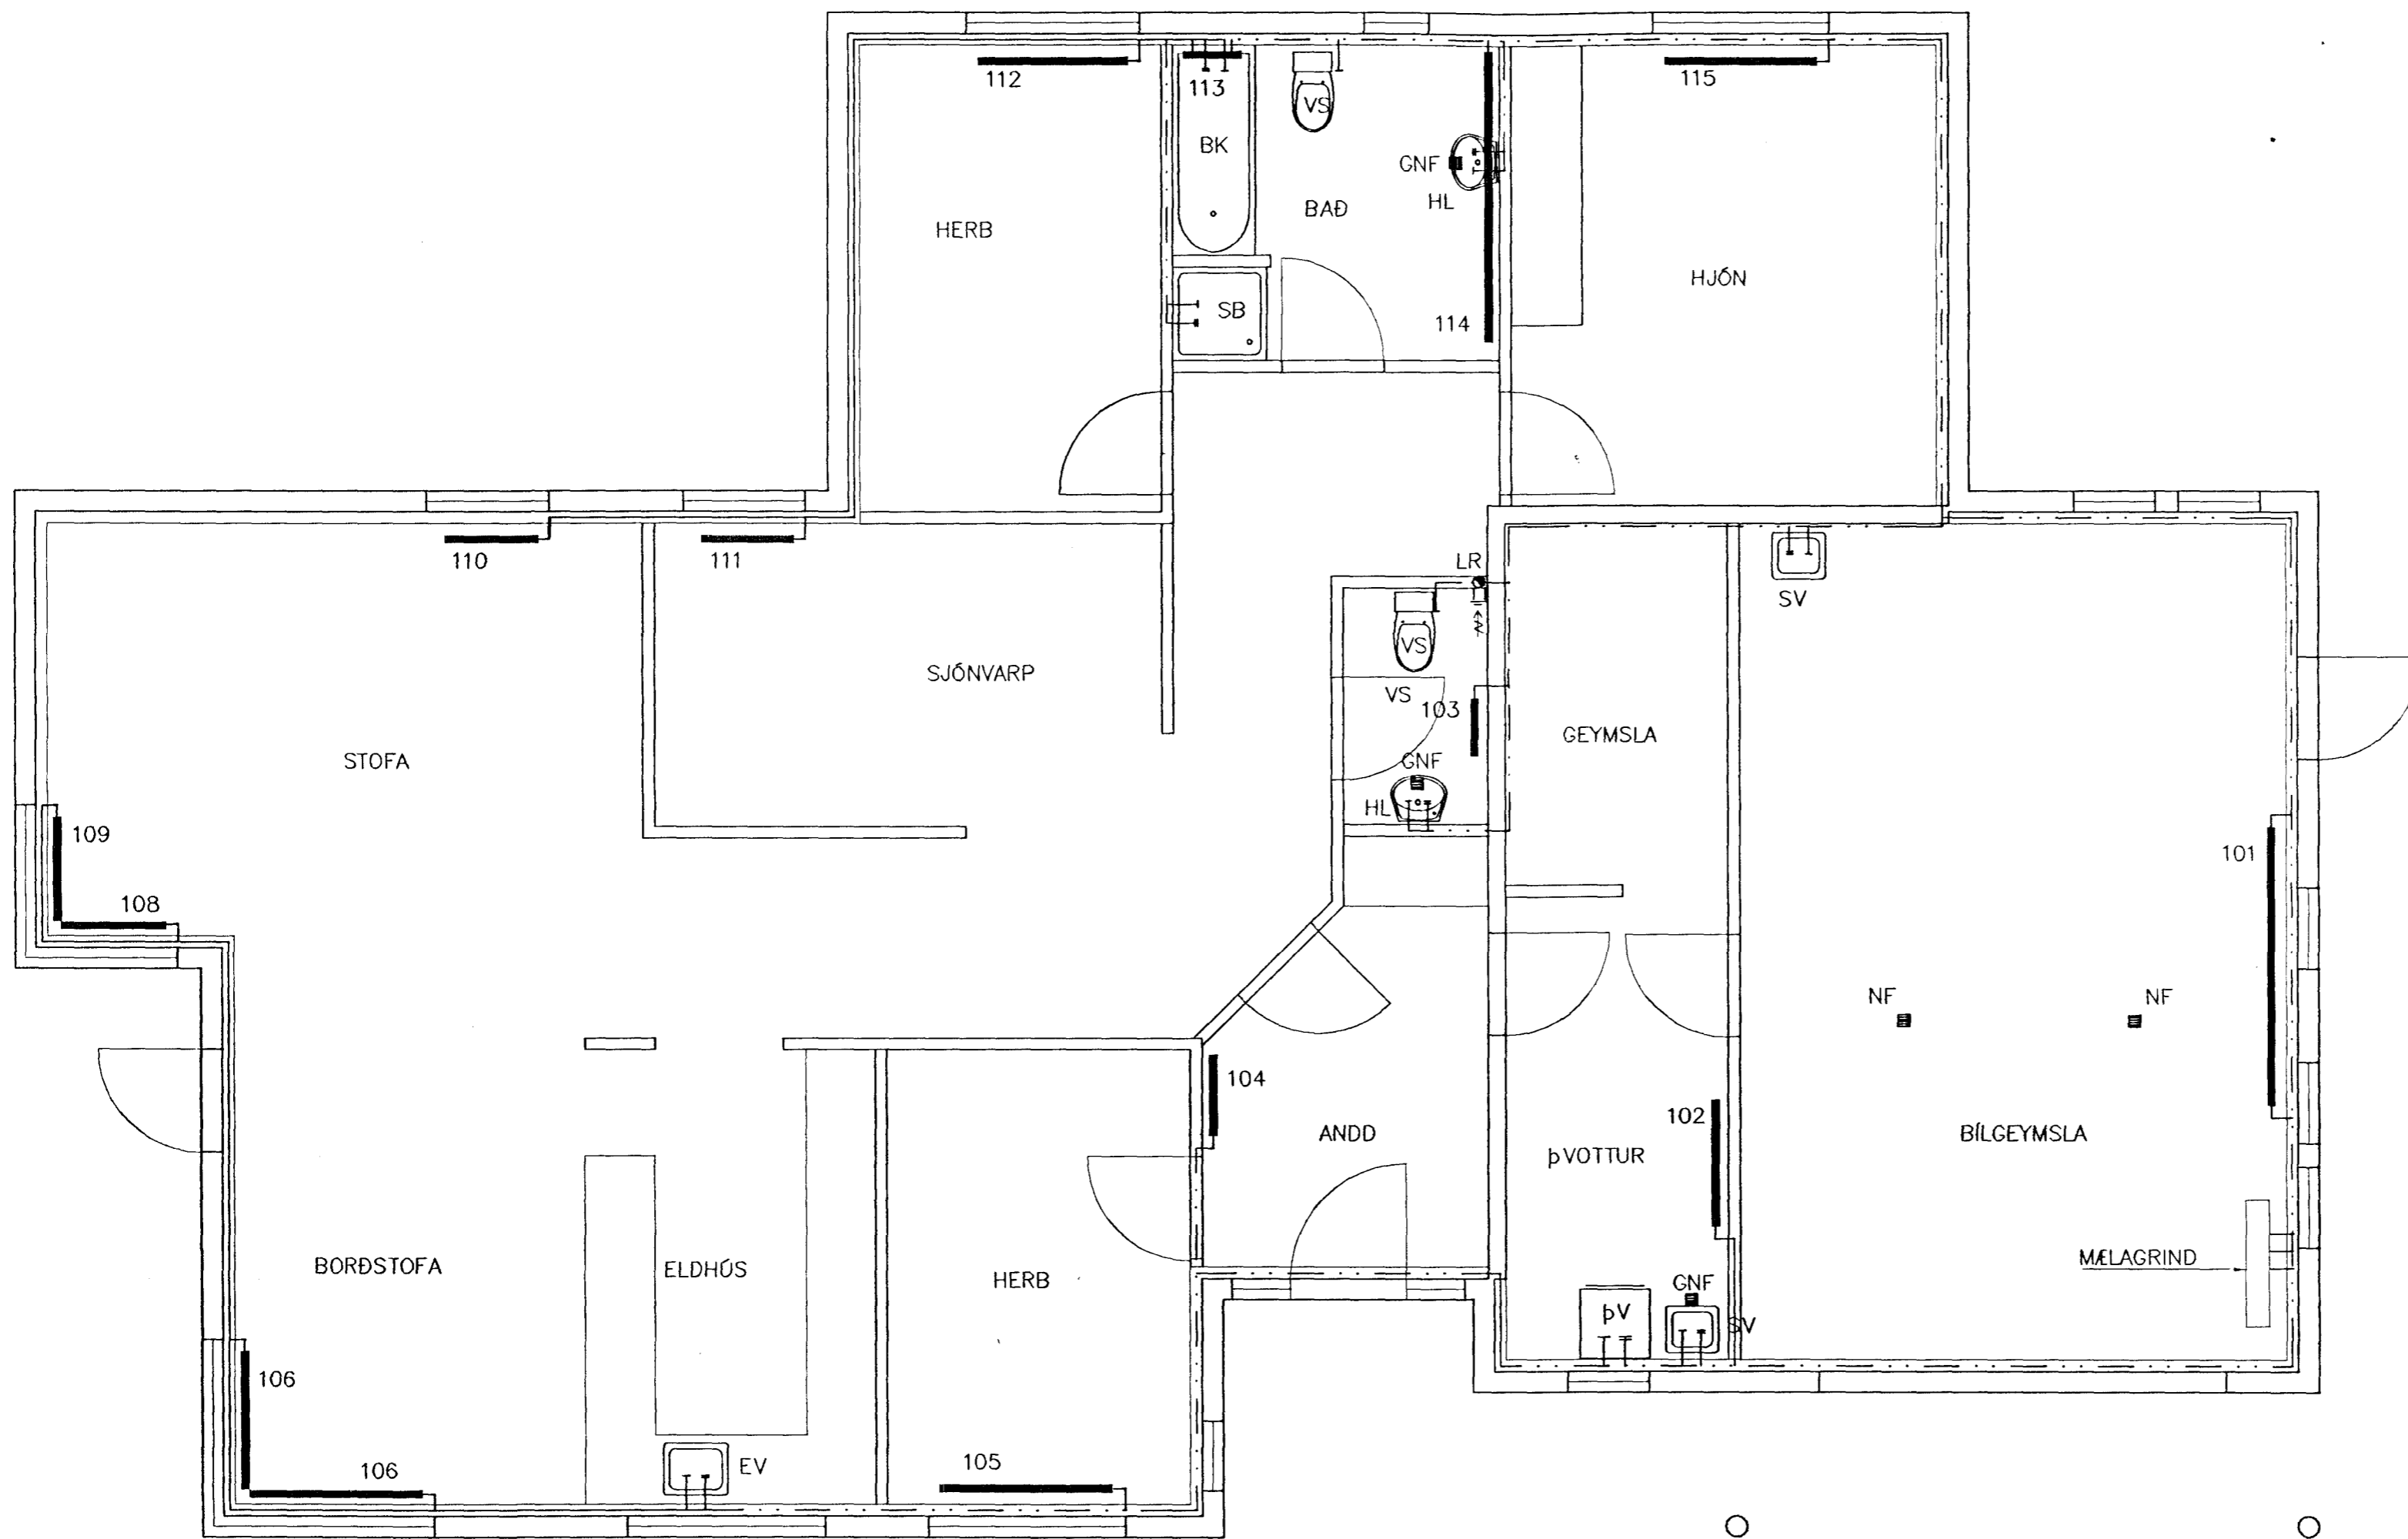 112
113
VS
115
BK
GNF
HL
BAÐ
HERB
HJÓN
SB
114
110
111
LR
SV
VS
SJÓNVARP
VS
103
GEYMSLA
STOFA
GNF
HL
109
101
108
NF
NF
104
102
ANDD
BÍLGEYMSLA
ÞVOTTUR
BORÐSTOFA
ELDHÚS
HERB
MÆLAGRIND
GNF
ÞV
SV
106
106
EV
105